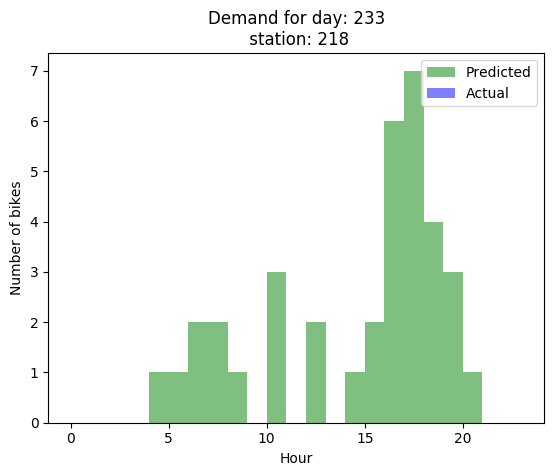 Demand for day: 233
station: 218
Predicted
Actual
Number of bikes
7
6
5
4
3
2
1
0
0 5 10 15 20
Hour